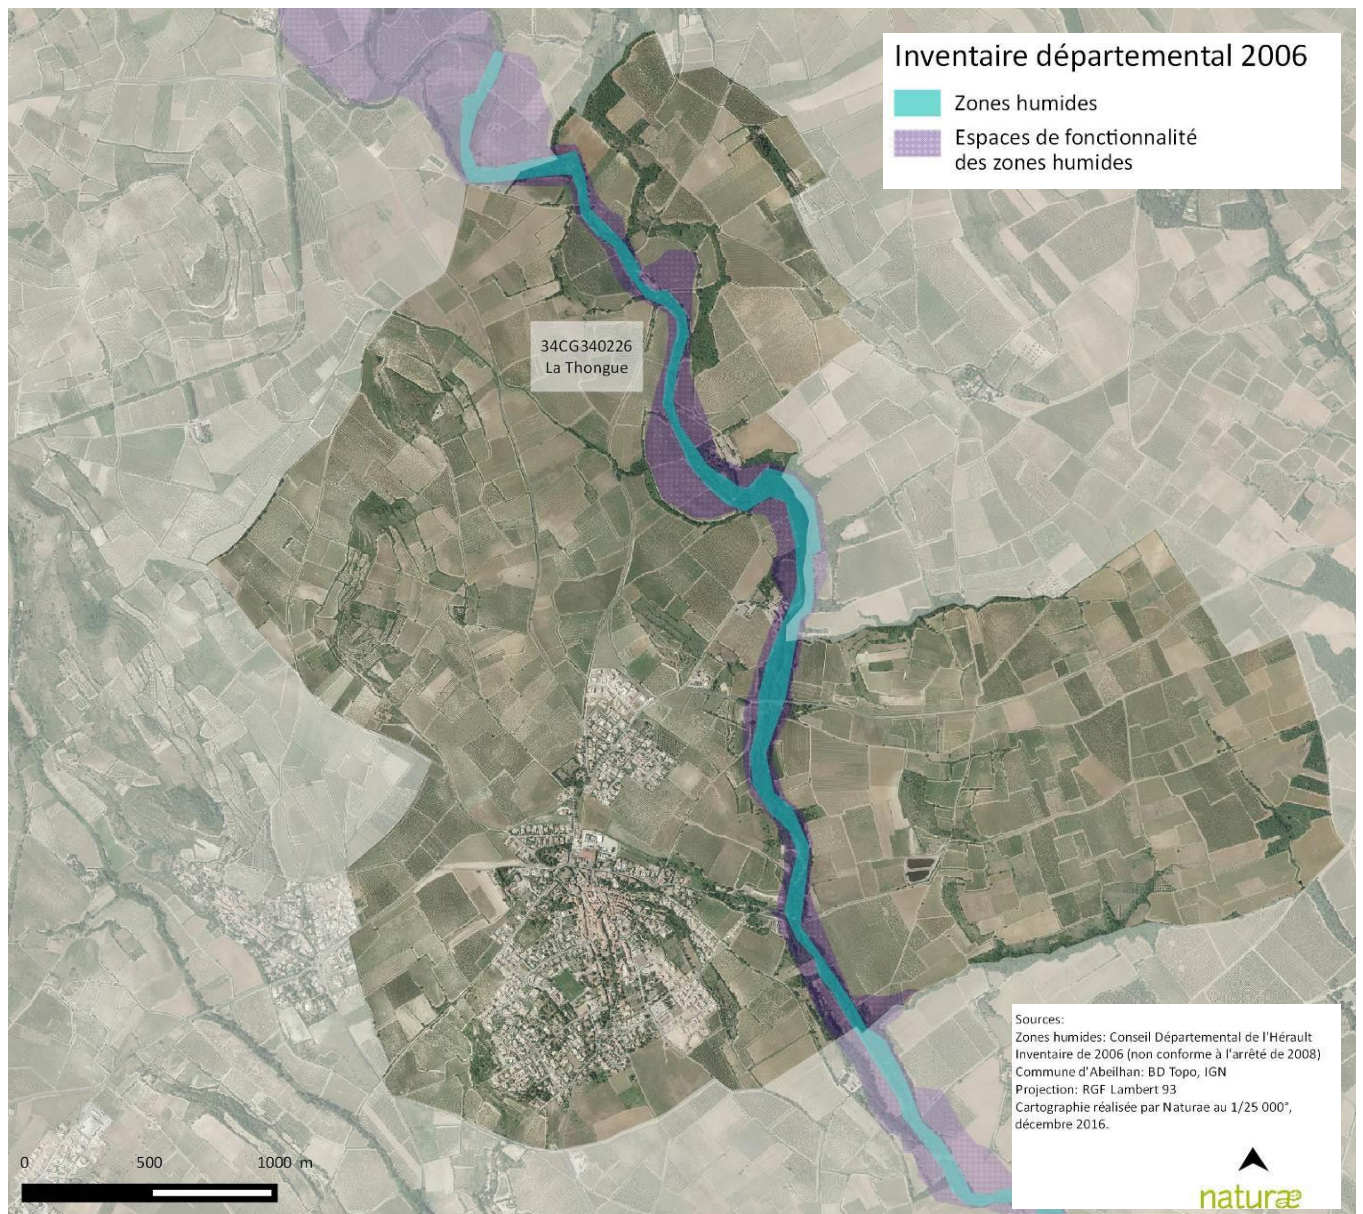 Inventaire départemental 2006
Zones humides
Espaces de fonctionnalité
des zones humides
34CG340226
La Thongue
Sources:
Zones humides: Conseil Départemental de l'Hérault
Inventaire de 2006 (non conforme à l'arrêté de 2008)
Commune d'Abeilhan: BD Topo, IGN
Projection: RGF Lambert 93
Cartographie réalisée par Naturae au 1/25 000°,
décembre 2016.
0 500 1000 m
naturæ